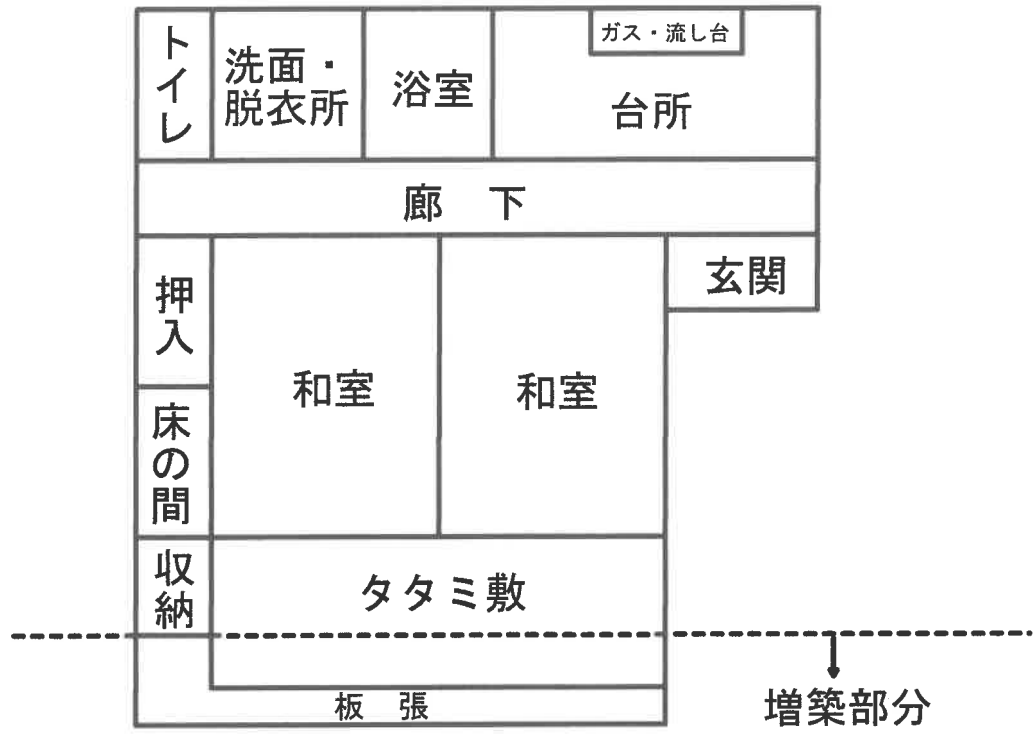 トイレ
洗面・
脱衣所
浴室
ガス・流し台
台所
廊　下
押入
玄関
和室
和室
床の間
収納
タタミ敷
板　張
増築部分